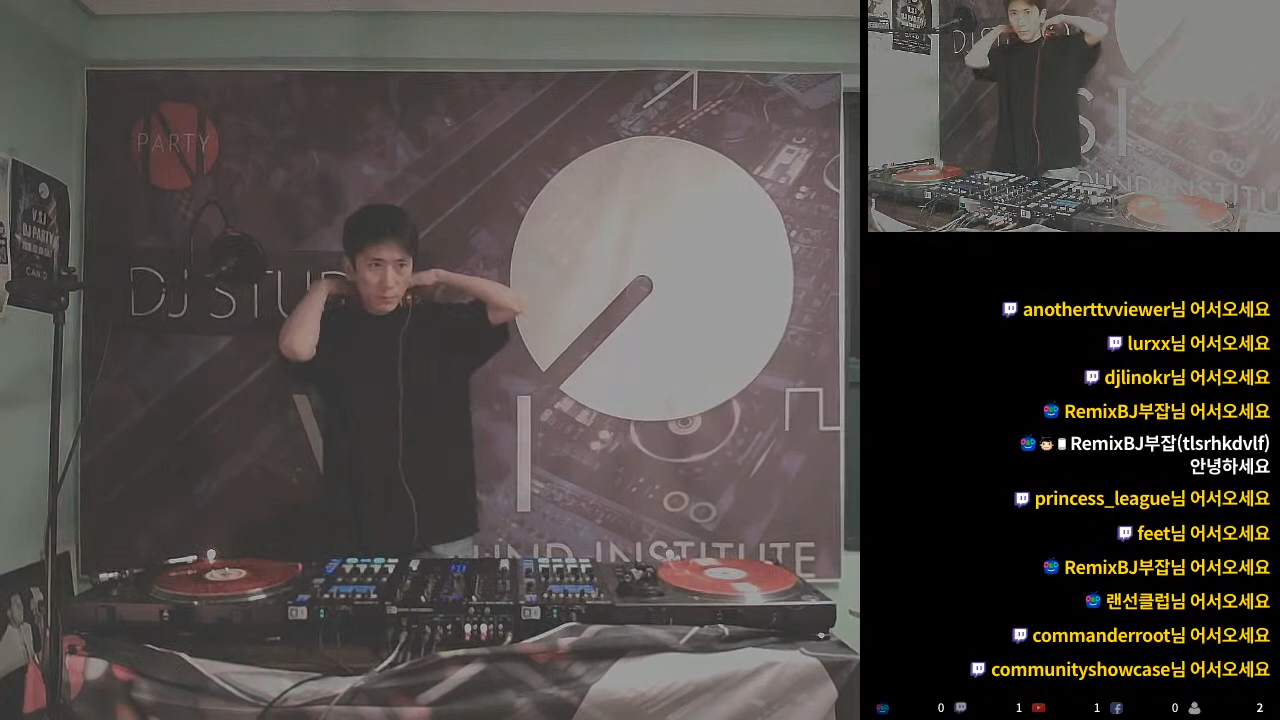 PARTY
DJ STUD
UND INSTITUTE
V.S.I
DJ PARTY
CAN.D
DJ STU
SI
OUND INSTITU
anotherttvviewer님 어서오세요
lurxx님 어서오세요
djlinokr님 어서오세요
RemixBJ부잡님 어서오세요
RemixBJ부잡(tlsrhkdvlf)
안녕하세요
princess_league님 어서오세요
feet님 어서오세요
RemixBJ부잡님 어서오세요
랜선클럽님 어서오세요
commanderroot님 어서오세요
communityshowcase님 어서오세요
0 1 1 0 2